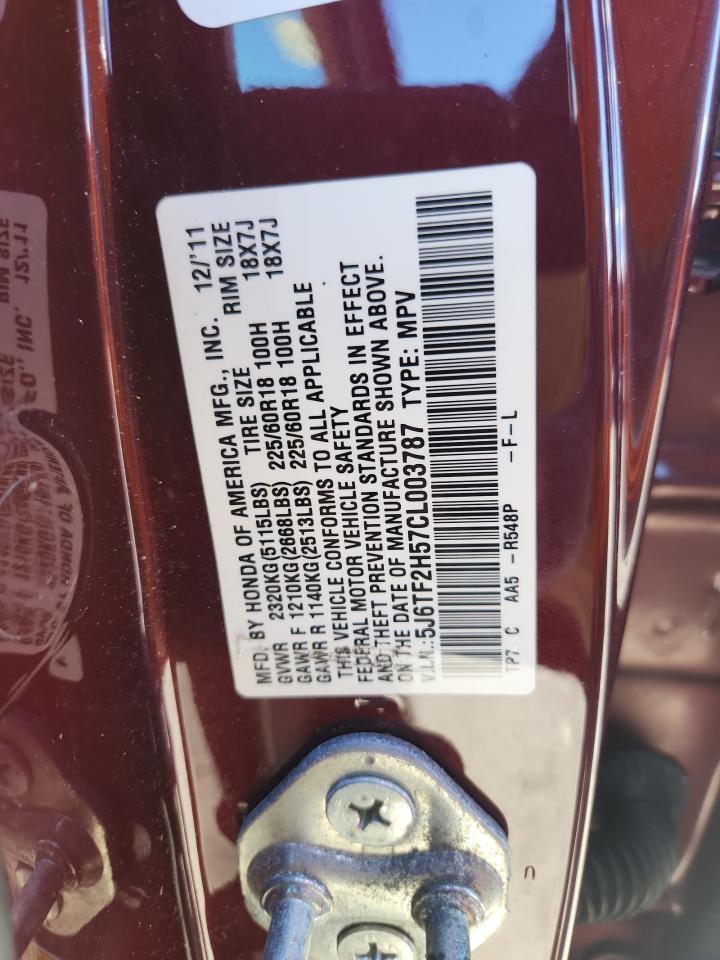 MFD. BY HONDA OF AMERICA MFG., INC. 12/'11
GVWR 2320KG(5115LBS) TIRE SIZE RIM SIZE
GAWR F 1210KG(2668LBS) 225/60R18 100H 18X7J
GAWR R 1140KG(2513LBS) 225/60R18 100H 18X7J
THIS VEHICLE CONFORMS TO ALL APPLICABLE
FEDERAL MOTOR VEHICLE SAFETY
AND THEFT PREVENTION STANDARDS IN EFFECT
ON THE DATE OF MANUFACTURE SHOWN ABOVE.
V.I.N.: 5J6TF2H57CL003787 TYPE: MPV
TP7 C AA5 -R548P -F-L